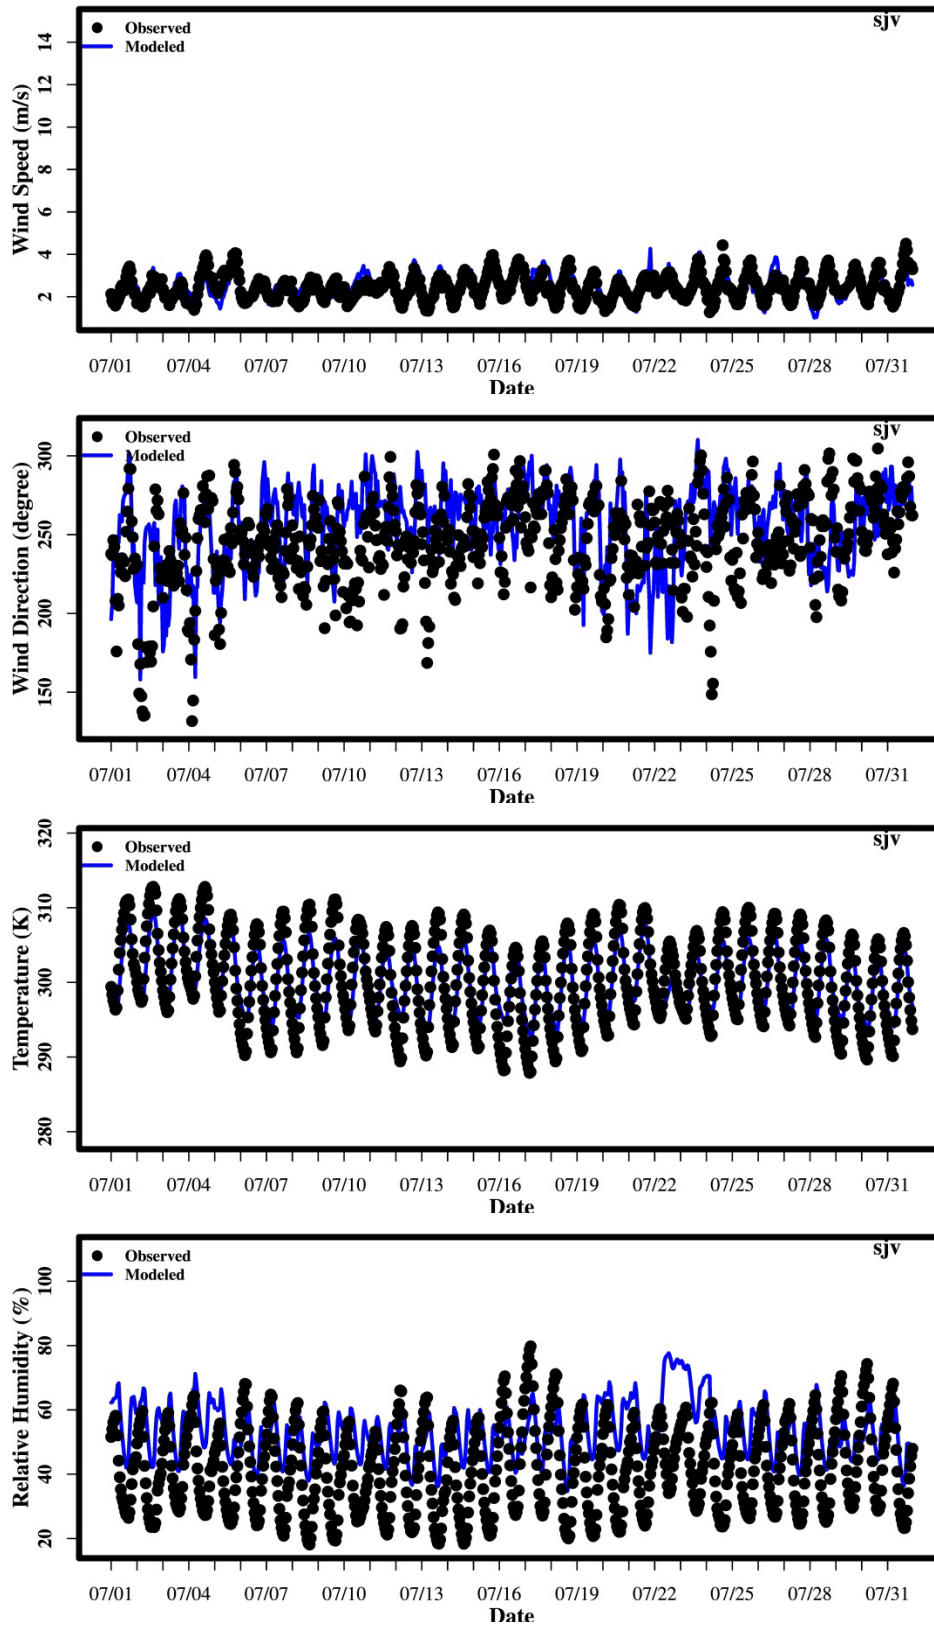 sjv
Observed
Modeled
14
12
10
8
6
4
2
Wind Speed (m/s)
07/01 07/04 07/07 07/10 07/13 07/16 07/19 07/22 07/25 07/28 07/31
Date
sjv
Observed
Modeled
300
250
200
150
Wind Direction (degree)
07/01 07/04 07/07 07/10 07/13 07/16 07/19 07/22 07/25 07/28 07/31
Date
sjv
Observed
Modeled
320
310
300
290
280
Temperature (K)
07/01 07/04 07/07 07/10 07/13 07/16 07/19 07/22 07/25 07/28 07/31
Date
sjv
Observed
Modeled
100
80
60
40
20
Relative Humidity (%)
07/01 07/04 07/07 07/10 07/13 07/16 07/19 07/22 07/25 07/28 07/31
Date